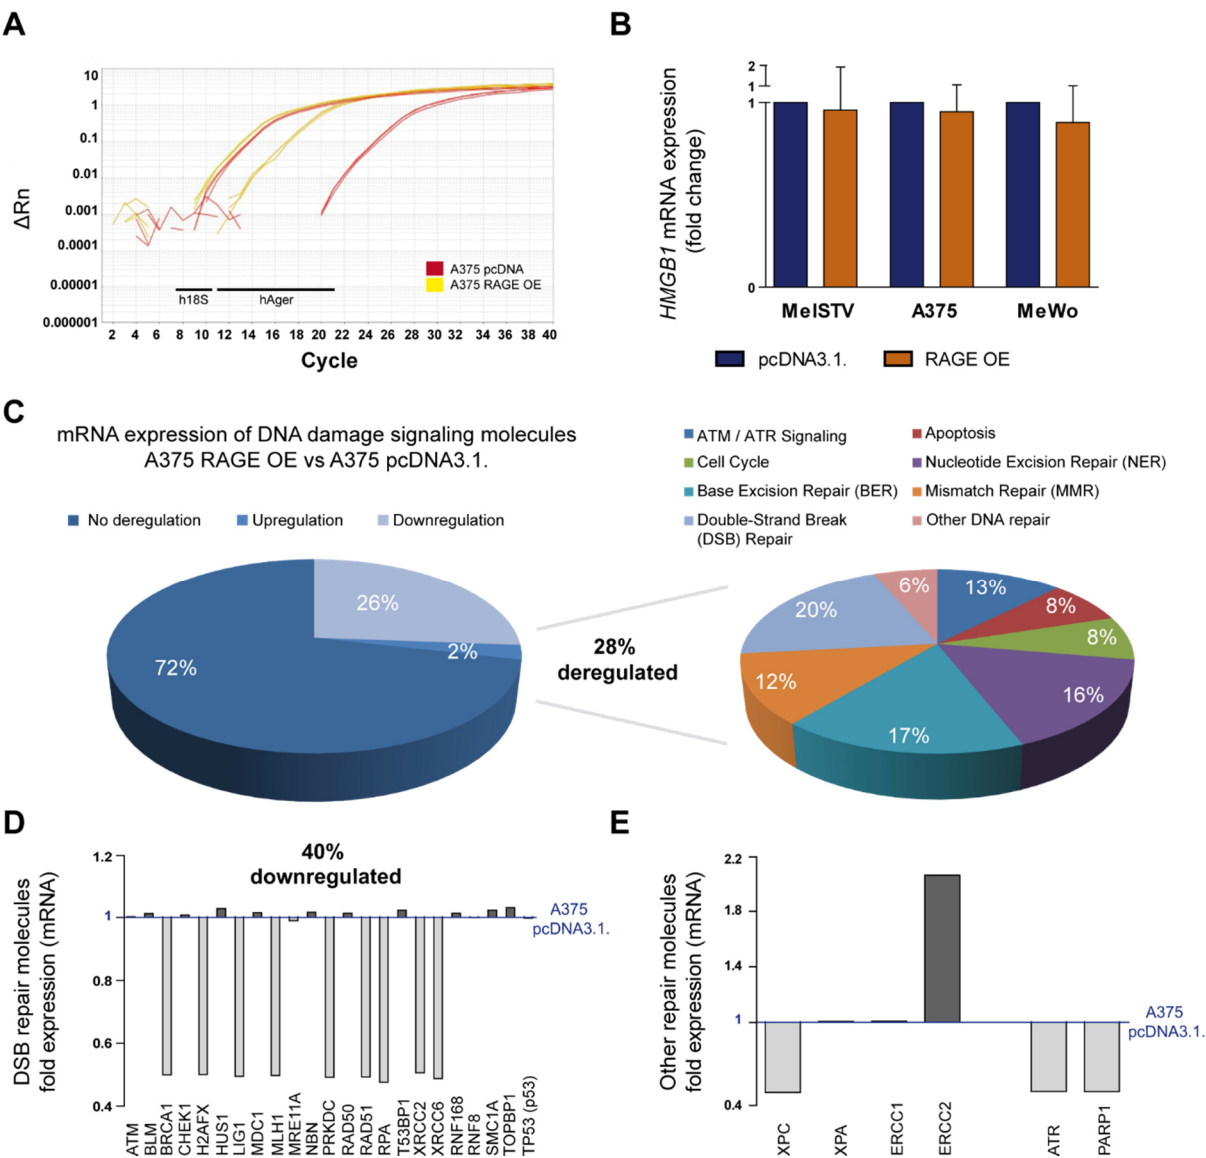 A
10
1
0.1
0.01
0.001
0.0001
0.00001
0.000001
ΔRn
A375 pcDNA
A375 RAGE OE
h18S
hAger
2 4 6 8 10 12 14 16 18 20 22 24 26 28 30 32 34 36 38 40
Cycle
B
HMGB1 mRNA expression
(fold change)
2
1
1
0
MelSTV A375 MeWo
pcDNA3.1. RAGE OE
C
mRNA expression of DNA damage signaling molecules
A375 RAGE OE vs A375 pcDNA3.1.
No deregulation Upregulation Downregulation
26%
2%
72%
28%
deregulated
ATM / ATR Signaling
Apoptosis
Cell Cycle
Nucleotide Excision Repair (NER)
Base Excision Repair (BER)
Mismatch Repair (MMR)
Double-Strand Break
(DSB) Repair
Other DNA repair
6%
13%
8%
8%
16%
17%
12%
20%
D
40%
downregulated
DSB repair molecules
fold expression (mRNA)
1.2
1
0.8
0.6
0.4
A375
pcDNA3.1.
ATM
BLM
BRCA1
CHEK1
H2AFX
HUS1
LIG1
MDC1
MLH1
MRE11A
NBN
PRKDC
RAD50
RAD51
RPA
T53BP1
XRCC2
XRCC6
RNF168
RNF8
SMC1A
TOPBP1
TP53 (p53)
E
Other repair molecules
fold expression (mRNA)
2.2
1.8
1.4
1
0.4
A375
pcDNA3.1.
XPC
XPA
ERCC1
ERCC2
ATR
PARP1